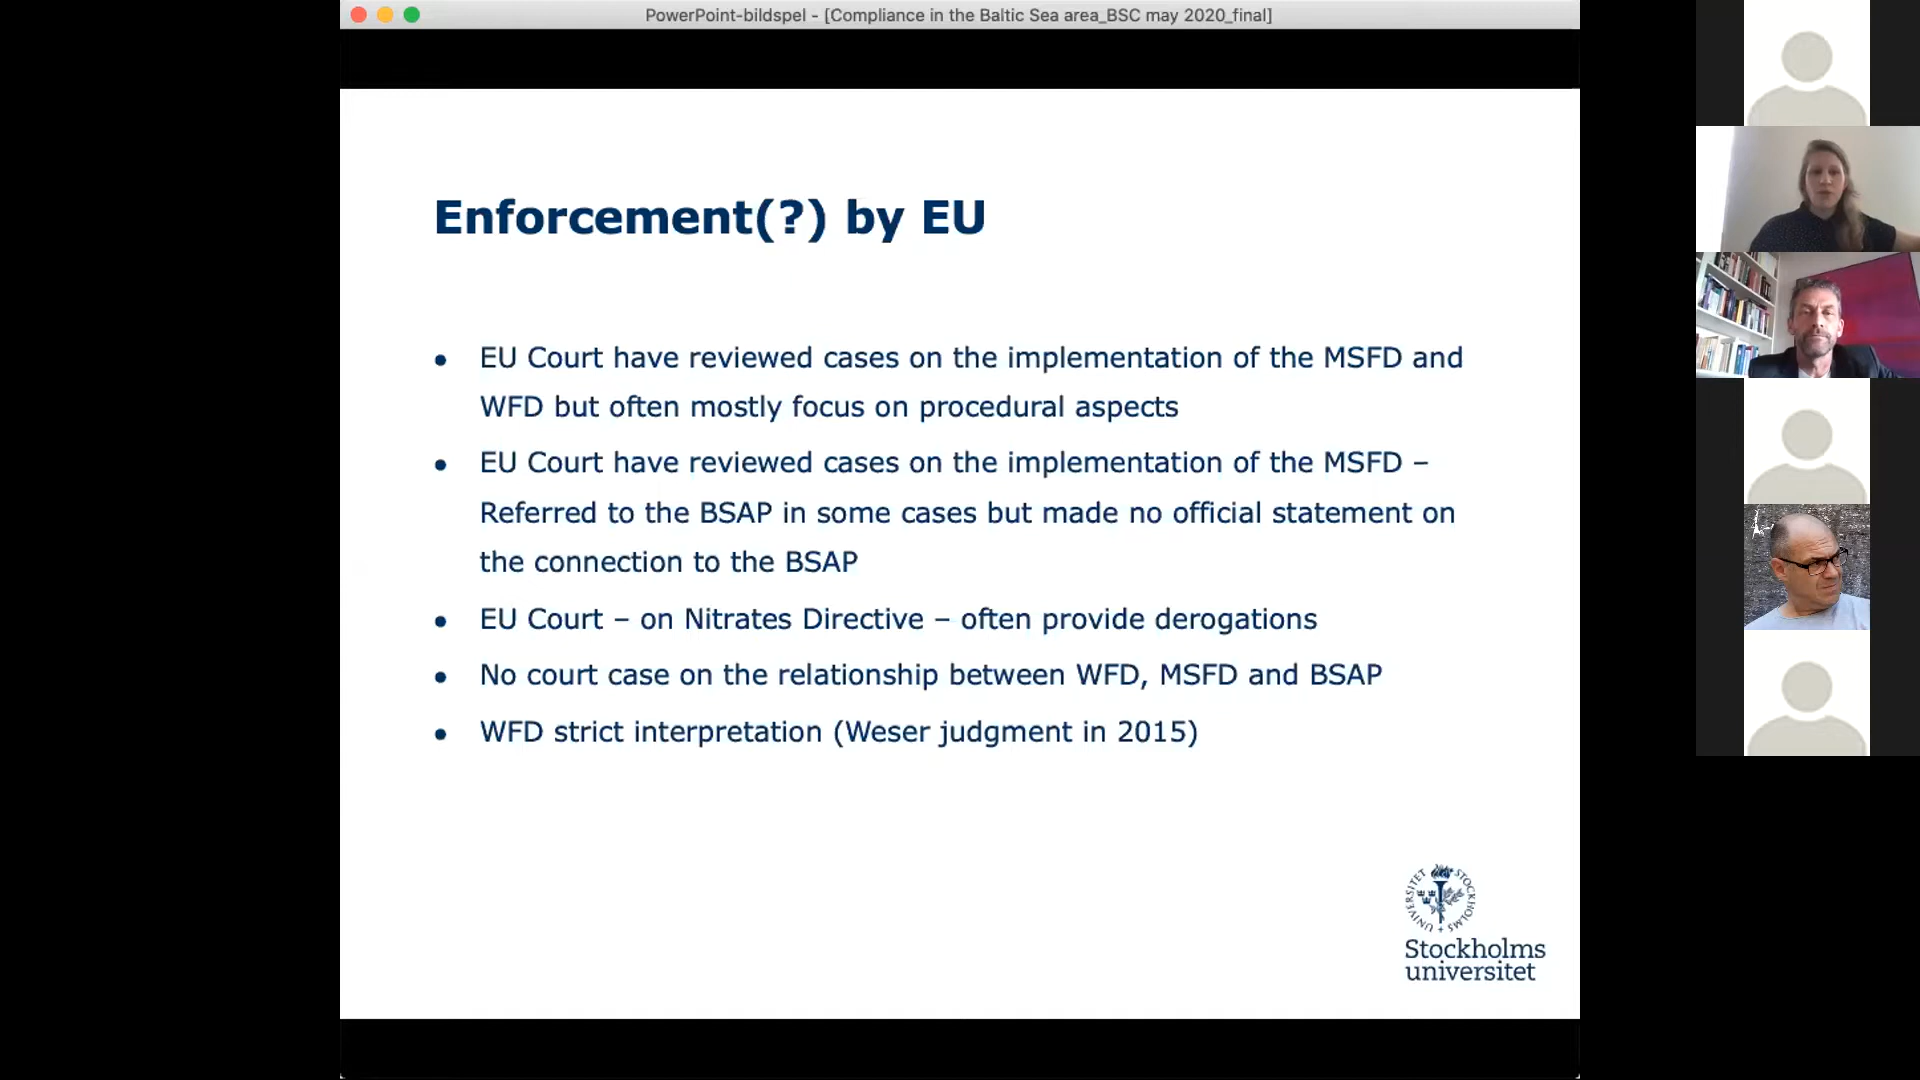 PowerPoint-bildspel - [Compliance in the Baltic Sea area_BSC may 2020_final]
Enforcement(?) by EU
• EU Court have reviewed cases on the implementation of the MSFD and
WFD but often mostly focus on procedural aspects
• EU Court have reviewed cases on the implementation of the MSFD –
Referred to the BSAP in some cases but made no official statement on
the connection to the BSAP
• EU Court – on Nitrates Directive – often provide derogations
• No court case on the relationship between WFD, MSFD and BSAP
• WFD strict interpretation (Weser judgment in 2015)
STOCKHOLMS UNIVERSITET
Stockholms
universitet